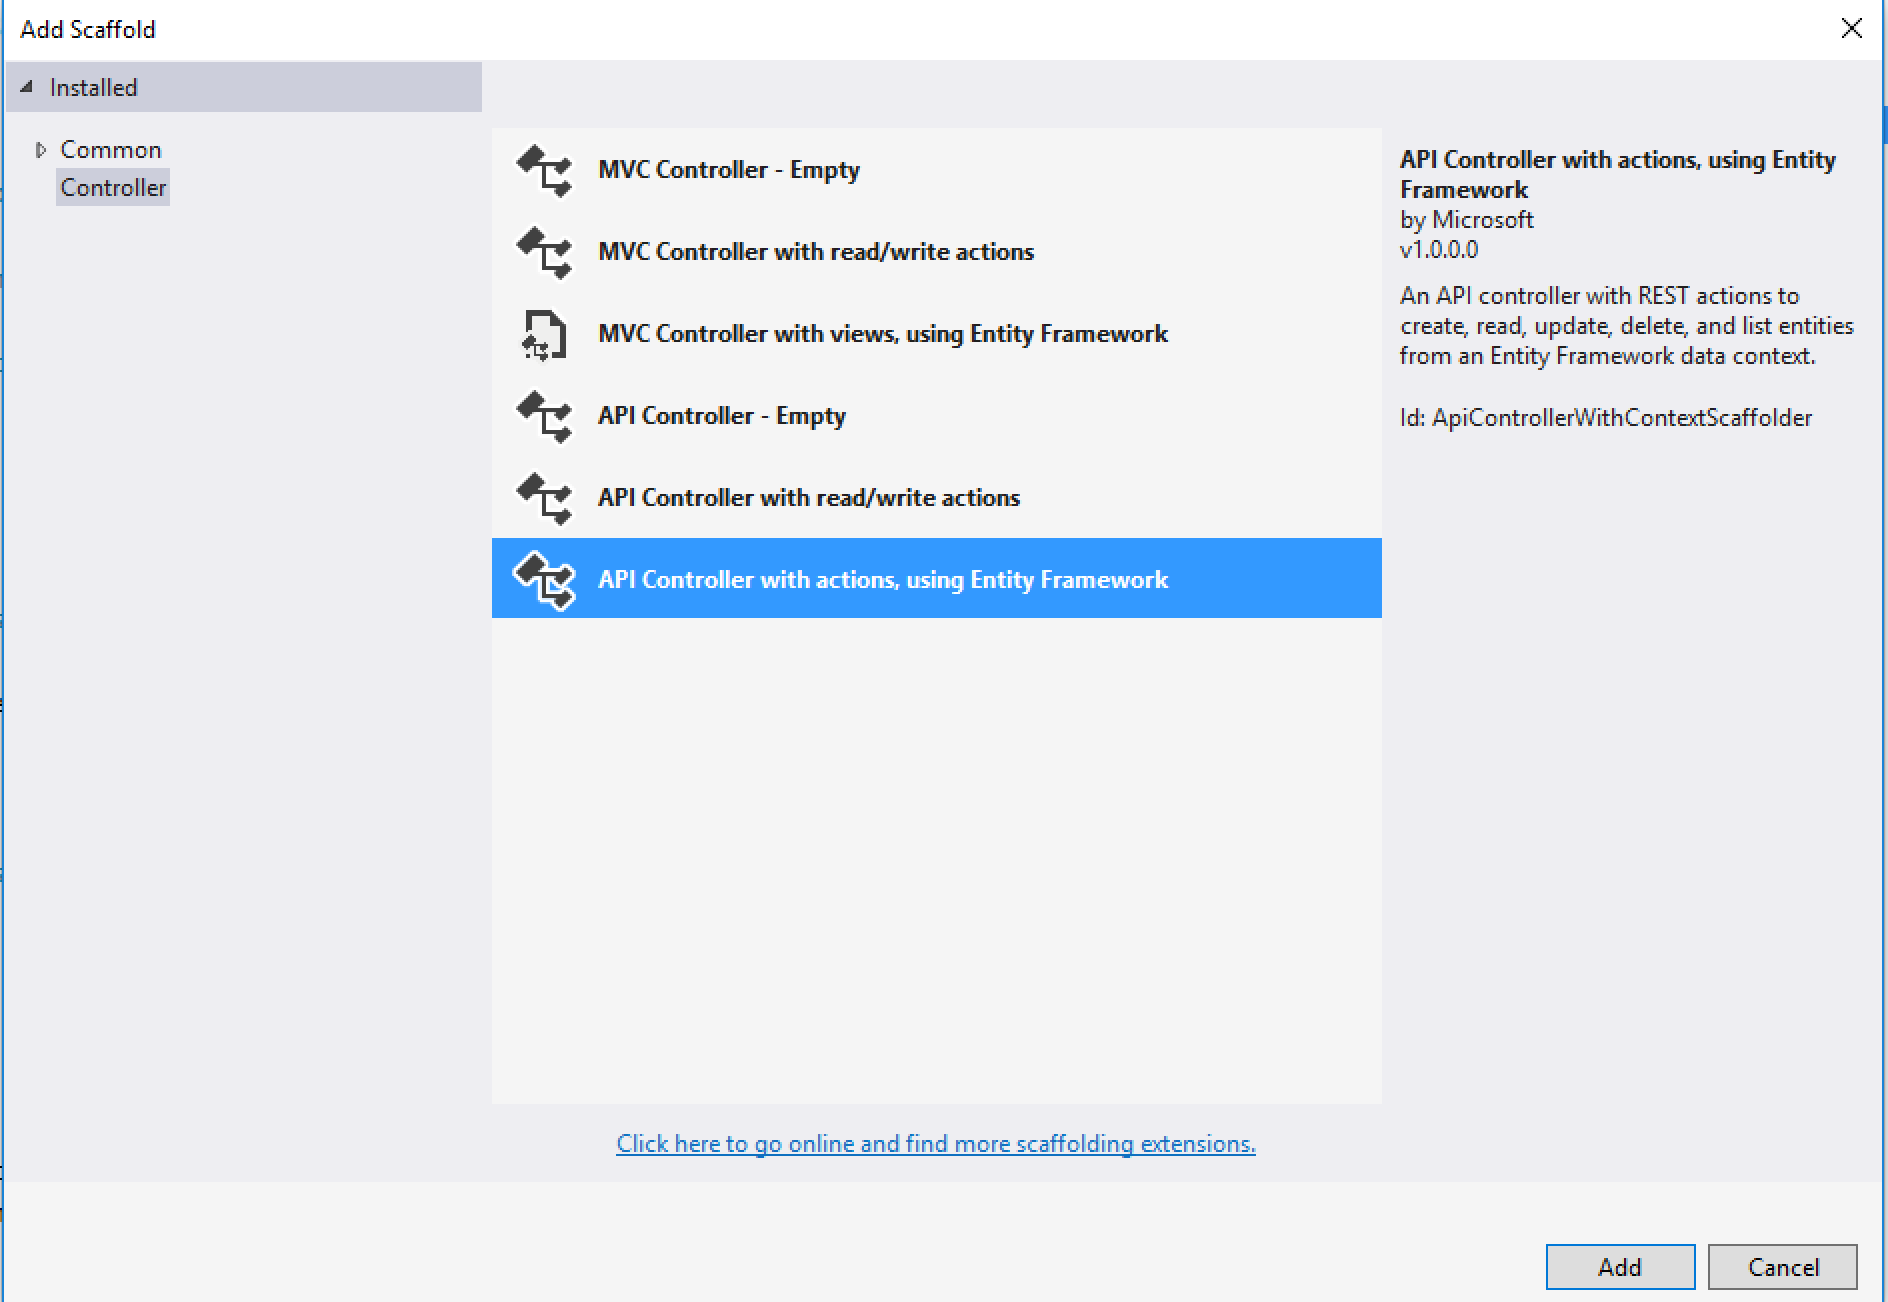 Add Scaffold
Installed
Common
Controller
MVC Controller - Empty
MVC Controller with read/write actions
MVC Controller with views, using Entity Framework
API Controller - Empty
API Controller with read/write actions
API Controller with actions, using Entity Framework
API Controller with actions, using Entity
Framework
by Microsoft
v1.0.0.0
An API controller with REST actions to
create, read, update, delete, and list entities
from an Entity Framework data context.
Id: ApiControllerWithContextScaffolder
Click here to go online and find more scaffolding extensions.
Add
Cancel